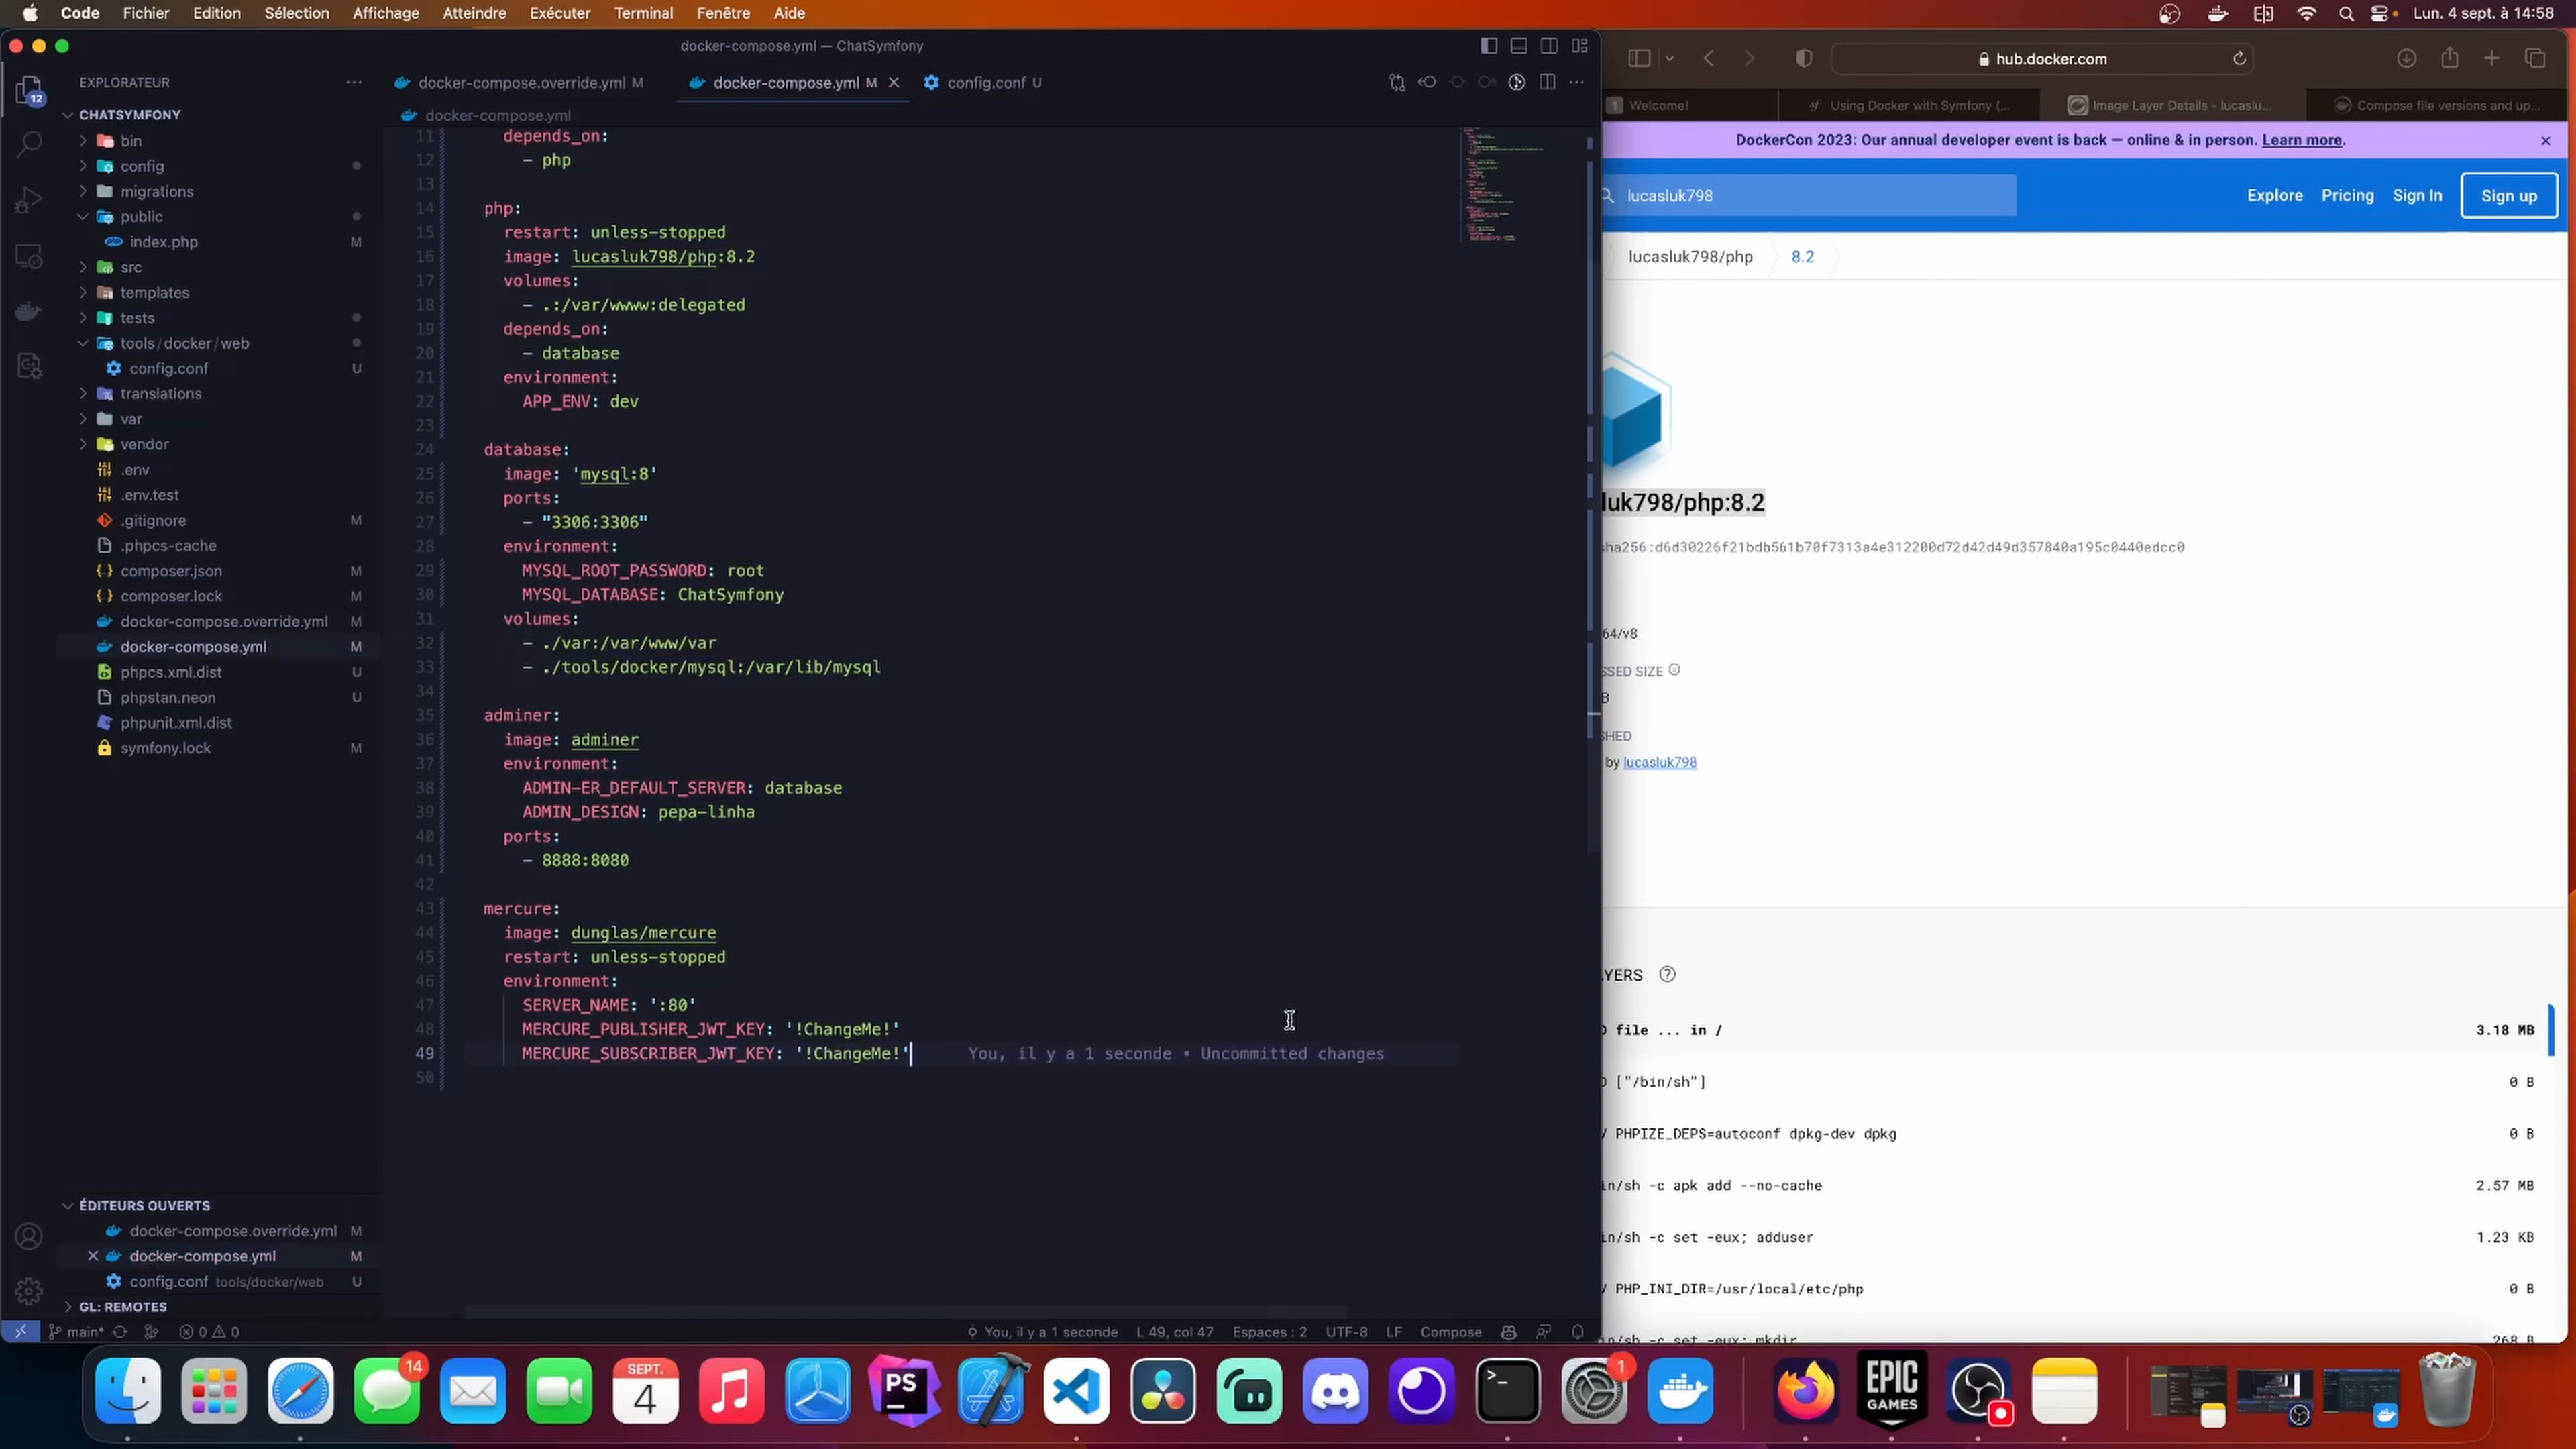 Code Fichier Edition Sélection Affichage Atteindre Exécuter Terminal Fenêtre Aide
Lun. 4 sept. à 14:58
docker-compose.yml — ChatSymfony
EXPLORATEUR
12
docker-compose.override.yml M
docker-compose.yml M
config.conf U
docker-compose.yml
CHATSYMFONY
bin
config
migrations
public
index.php M
src
templates
tests
tools/docker/web
config.conf U
translations
var
vendor
.env
.env.test
.gitignore M
.phpcs-cache
composer.json M
composer.lock M
docker-compose.override.yml M
docker-compose.yml M
phpcs.xml.dist U
phpstan.neon U
phpunit.xml.dist
symfony.lock M
ÉDITEURS OUVERTS
docker-compose.override.yml M
docker-compose.yml M
config.conf tools/docker/web U
GL: REMOTES
11 depends_on:
12 - php
13
14 php:
15 restart: unless-stopped
16 image: lucasluk798/php:8.2
17 volumes:
18 - .:/var/wwww:delegated
19 depends_on:
20 - database
21 environment:
22 APP_ENV: dev
23
24 database:
25 image: 'mysql:8'
26 ports:
27 - "3306:3306"
28 environment:
29 MYSQL_ROOT_PASSWORD: root
30 MYSQL_DATABASE: ChatSymfony
31 volumes:
32 - ./var:/var/www/var
33 - ./tools/docker/mysql:/var/lib/mysql
34
35 adminer:
36 image: adminer
37 environment:
38 ADMIN-ER_DEFAULT_SERVER: database
39 ADMIN_DESIGN: pepa-linha
40 ports:
41 - 8888:8080
42
43 mercure:
44 image: dunglas/mercure
45 restart: unless-stopped
46 environment:
47 SERVER_NAME: ':80'
48 MERCURE_PUBLISHER_JWT_KEY: '!ChangeMe!'
49 MERCURE_SUBSCRIBER_JWT_KEY: '!ChangeMe!' You, il y a 1 seconde • Uncommitted changes
50
main* 0 0
You, il y a 1 seconde L 49, col 47 Espaces : 2 UTF-8 LF Compose
hub.docker.com
1 Welcome!
Using Docker with Symfony (...
Image Layer Details - lucaslu...
Compose file versions and up...
DockerCon 2023: Our annual developer event is back — online & in person. Learn more.
lucasluk798
Explore Pricing Sign In Sign up
lucasluk798/php 8.2
luk798/php:8.2
sha256:d6d30226f21bdb561b70f7313a4e312200d72d42d49d357840a195c0440edcc0
64/v8
SSED SIZE
B
SHED
by lucasluk798
YERS
D file ... in / 3.18 MB
D ["/bin/sh"] 0 B
V PHPIZE_DEPS=autoconf dpkg-dev dpkg 0 B
in/sh -c apk add --no-cache 2.57 MB
in/sh -c set -eux; adduser 1.23 KB
V PHP_INI_DIR=/usr/local/etc/php 0 B
in/sh -c set -eux; mkdir 268 B
14
SEPT.
4
PS
1
EPIC
GAMES